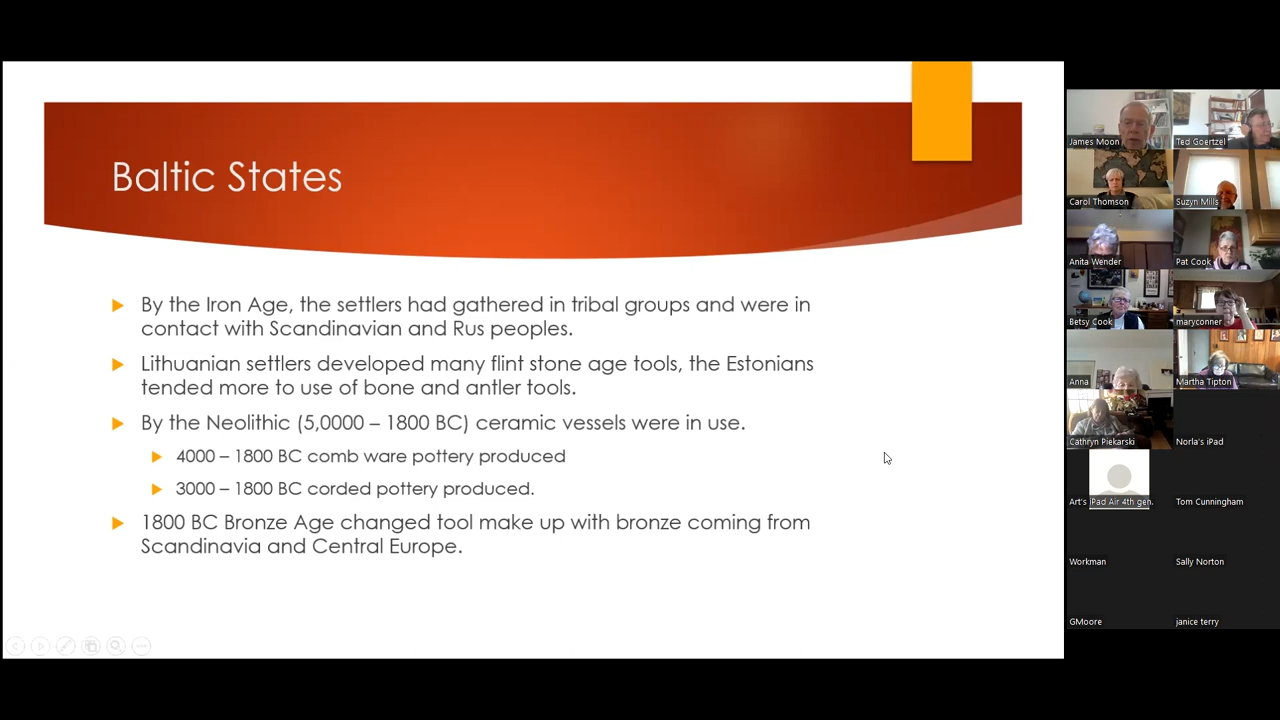 Baltic States
By the Iron Age, the settlers had gathered in tribal groups and were in
contact with Scandinavian and Rus peoples.
Lithuanian settlers developed many flint stone age tools, the Estonians
tended more to use of bone and antler tools.
By the Neolithic (5,0000 – 1800 BC) ceramic vessels were in use.
4000 – 1800 BC comb ware pottery produced
3000 – 1800 BC corded pottery produced.
1800 BC Bronze Age changed tool make up with bronze coming from
Scandinavia and Central Europe.
James Moon
Ted Goertzel
Carol Thomson
Suzyn Mills
Anita Wender
Pat Cook
Betsy Cook
maryconner
Anna
Martha Tipton
Cathryn Piekarski
Norla's iPad
Art's iPad Air 4th gen.
Tom Cunningham
Workman
Sally Norton
GMoore
janice terry